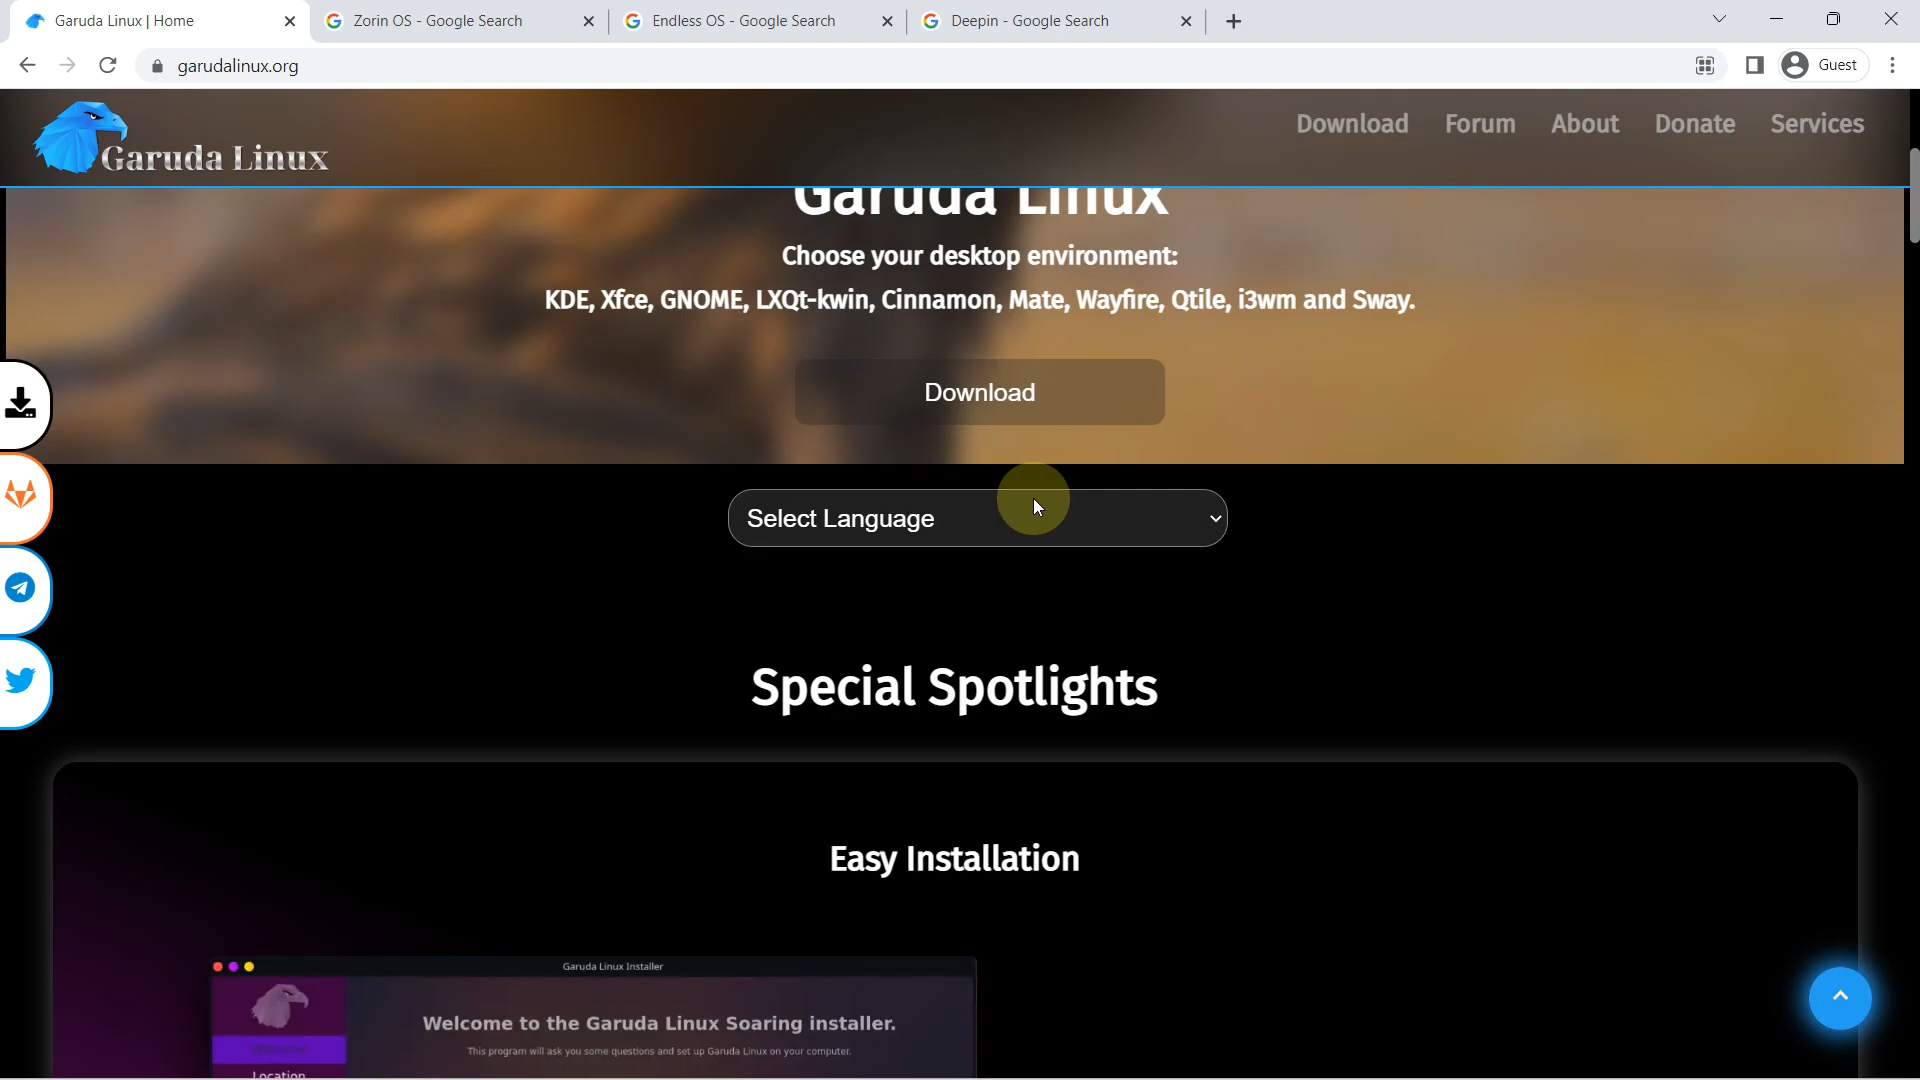 Garuda Linux | Home
Zorin OS - Google Search
Endless OS - Google Search
Deepin - Google Search
garudalinux.org
Guest
Garuda Linux
Download
Forum
About
Donate
Services
Garuda Linux
Choose your desktop environment:
KDE, Xfce, GNOME, LXQt-kwin, Cinnamon, Mate, Wayfire, Qtile, i3wm and Sway.
Download
Select Language
Special Spotlights
Easy Installation
Garuda Linux Installer
Welcome to the Garuda Linux Soaring installer.
This program will ask you some questions and set up Garuda Linux on your computer.
Location